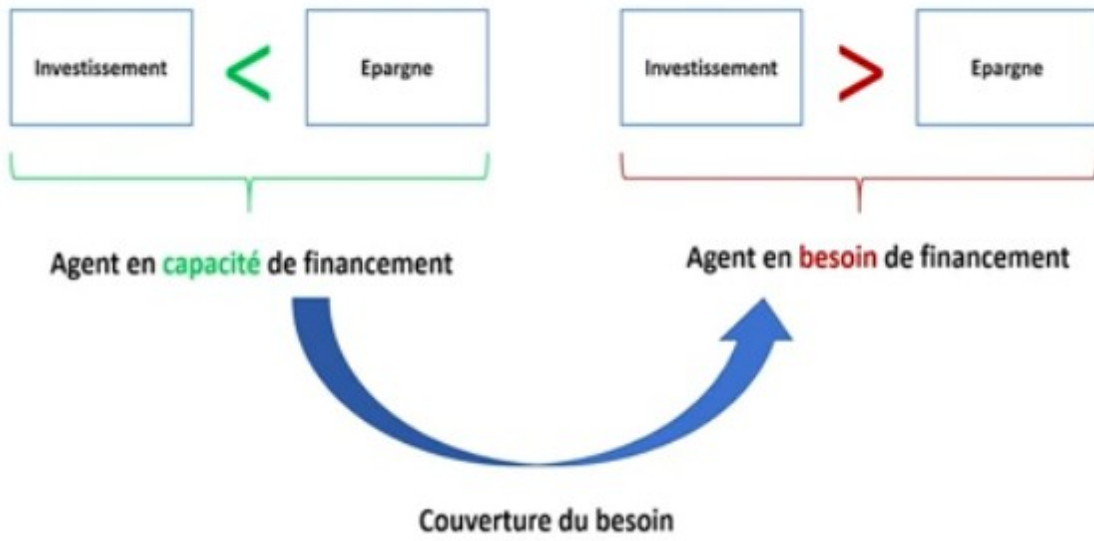 Investissement < Epargne
Investissement > Epargne
Agent en capacité de financement
Agent en besoin de financement
Couverture du besoin